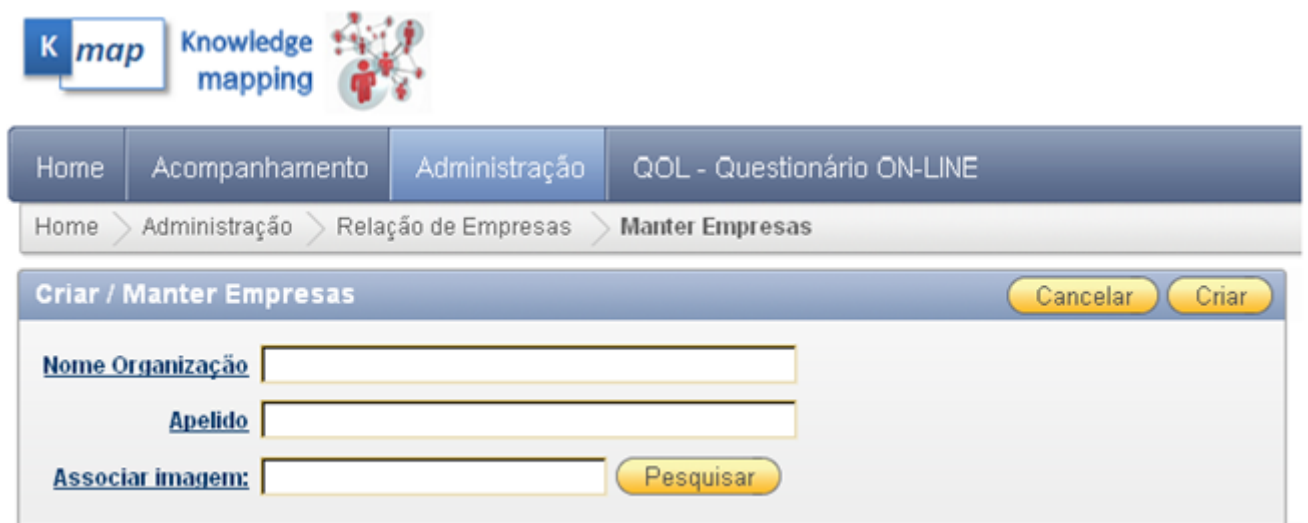 K map Knowledge
mapping
Home Acompanhamento Administração QOL - Questionário ON-LINE
Home Administração Relação de Empresas Manter Empresas
Criar / Manter Empresas Cancelar Criar
Nome Organização
Apelido
Associar imagem: Pesquisar